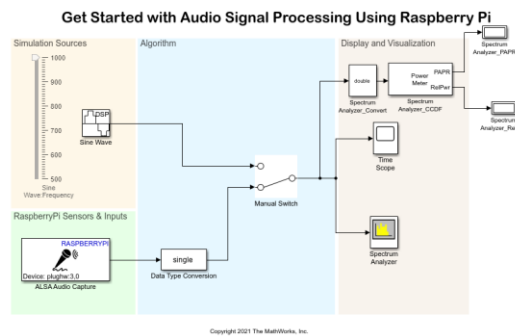 Get Started with Audio Signal Processing Using Raspberry Pi
Simulation Sources
1000
900
800
700
600
500
Sine
Wave:Frequency
DSP
Sine Wave
RaspberryPi Sensors & Inputs
RASPBERRYPI
Device: plughw:3,0
ALSA Audio Capture
Algorithm
single
Data Type Conversion
Manual Switch
Display and Visualization
double
Spectrum
Analyzer_Convert
Power
Meter
PAPR
RelPwr
Spectrum
Analyzer_CCDF
Spectrum
Analyzer_PAPR
Spectrum
Time
Scope
Spectrum
Analyzer
Copyright 2021 The MathWorks, Inc.